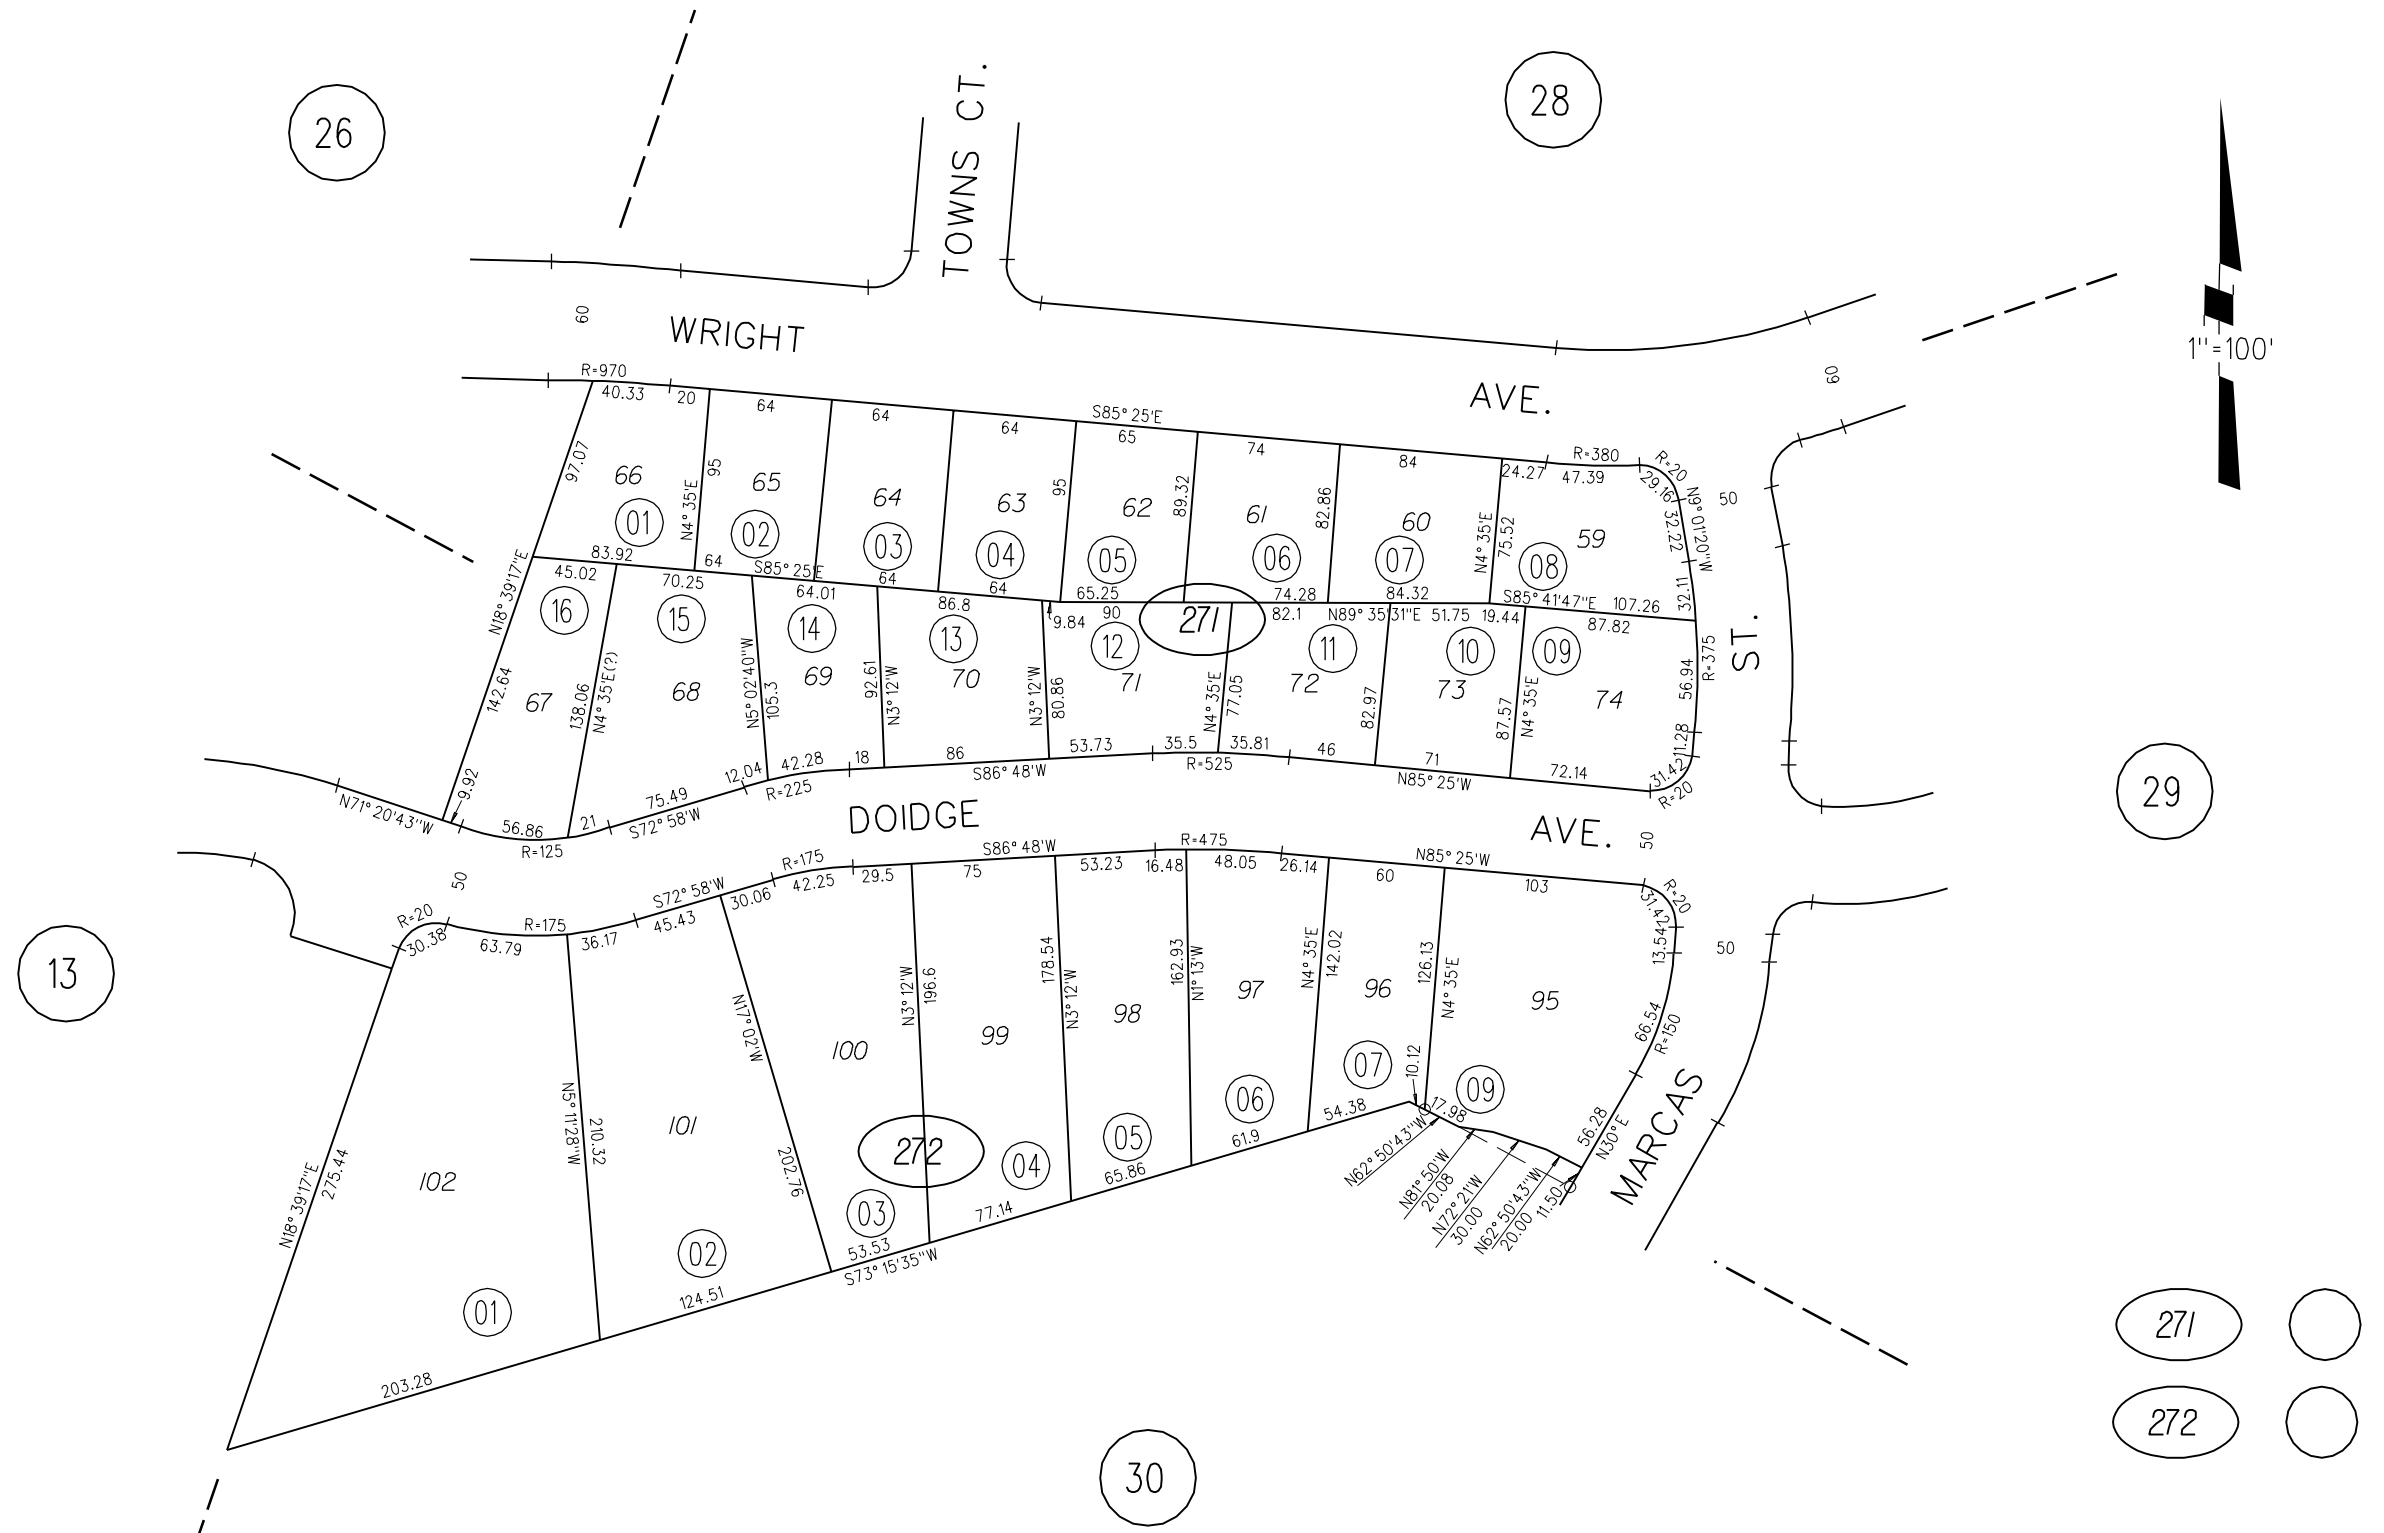 26
28
TOWNS CT.
1"=100'
60
WRIGHT
AVE.
60
R=970
40.33
20
64
64
64
S85°25'E
65
74
84
24.27
R=380
47.39
R=20
29.16
N9°01'20"W
32.22
50
97.07
66
01
N4°35'E
95
65
02
64
03
63
04
95
62
05
89.32
61
06
82.86
60
07
N4°35'E
75.52
59
08
32.11
83.92
64
S85°25'E
64
64
65.25
74.28
84.32
S85°41'47"E
107.26
N18°39'17"E
45.02
70.25
64.01
86.8
9.84
90
271
82.1
N89°35'31"E
51.75
19.44
87.82
16
15
14
13
12
11
10
09
142.64
67
138.06
N4°35'E(?)
68
N5°02'40"W
105.3
69
92.61
N3°12'W
70
N3°12'W
80.86
71
N4°35'E
77.05
72
82.97
73
87.57
N4°35'E
74
56.94
R=375
ST.
11.28
31.42
R=20
9.92
N71°20'43"W
56.86
R=125
21
75.49
S72°58'W
12.04
42.28
R=225
18
86
S86°48'W
53.73
35.5
R=525
35.81
46
71
N85°25'W
72.14
29
DOIDGE
AVE.
50
50
R=20
30.38
63.79
R=175
36.17
S72°58'W
45.43
30.06
R=175
42.25
29.5
75
S86°48'W
53.23
16.48
R=475
48.05
26.14
60
N85°25'W
103
R=20
31.42
13.54
50
13
N18°39'17"E
275.44
102
01
N5°11'28"W
210.32
101
02
N17°02'W
202.76
100
03
272
N3°12'W
196.6
99
04
178.54
N3°12'W
98
05
162.93
N1°13'W
97
06
N4°35'E
142.02
96
07
10.12
126.13
N4°35'E
95
09
66.54
R=150
17.98
56.28
N30°E
MARCAS
N62°50'43"W
N81°50'W
20.08
N72°21'W
30.00
N62°50'43"W
20.00
11.50
203.28
124.51
53.53
S73°15'35"W
77.14
65.86
61.9
54.38
271
272
30